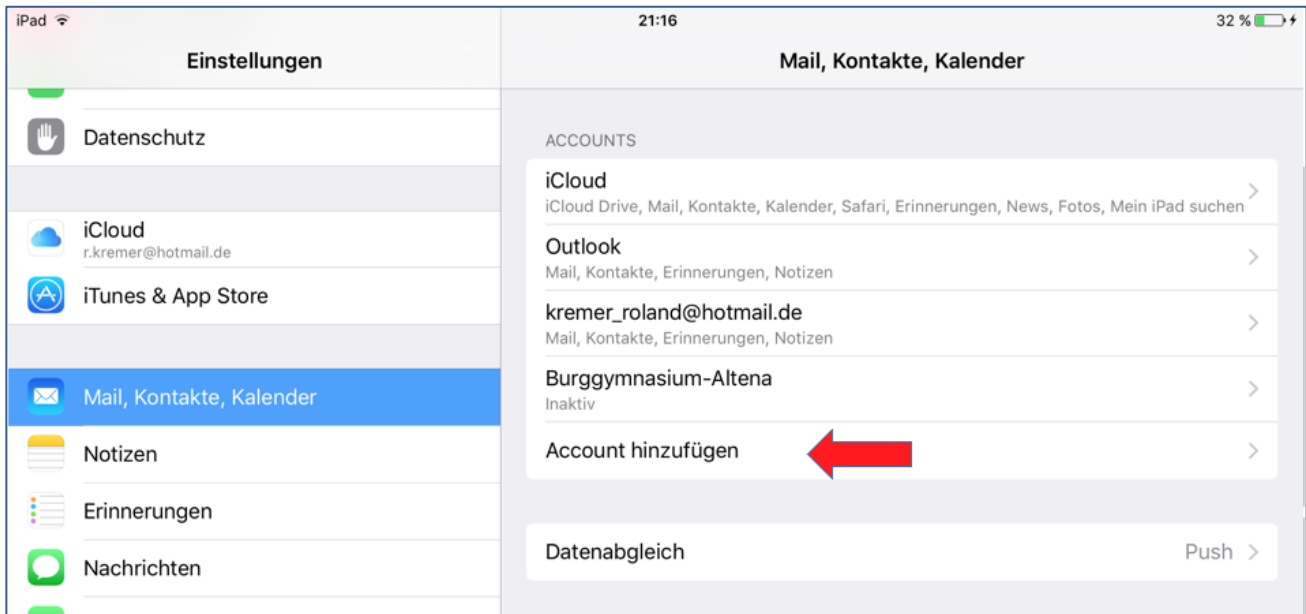 iPad
21:16
32 %
Einstellungen
Mail, Kontakte, Kalender
Datenschutz
iCloud
r.kremer@hotmail.de
iTunes & App Store
Mail, Kontakte, Kalender
Notizen
Erinnerungen
Nachrichten
ACCOUNTS
iCloud
iCloud Drive, Mail, Kontakte, Kalender, Safari, Erinnerungen, News, Fotos, Mein iPad suchen
Outlook
Mail, Kontakte, Erinnerungen, Notizen
kremer_roland@hotmail.de
Mail, Kontakte, Erinnerungen, Notizen
Burggymnasium-Altena
Inaktiv
Account hinzufügen
Datenabgleich Push